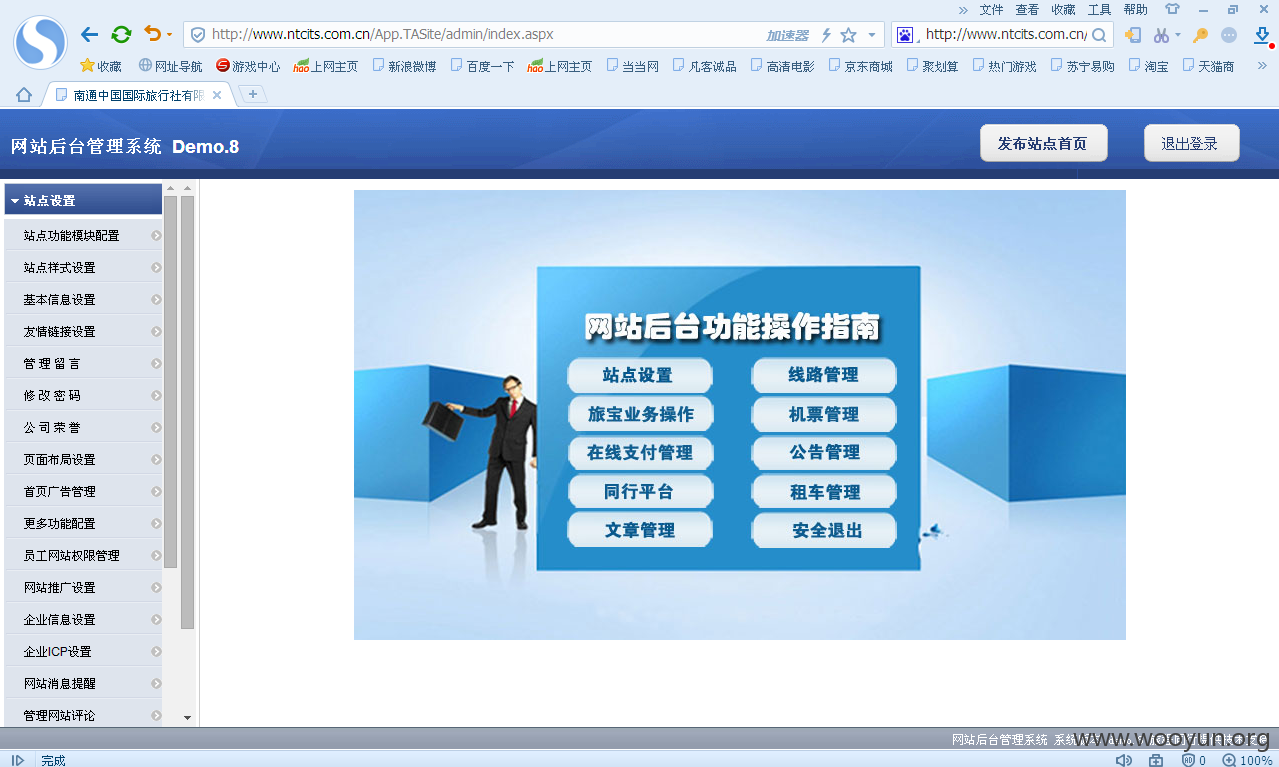 文件 查看 收藏 工具 帮助
http://www.ntcits.com.cn/App.TASite/admin/index.aspx
加速器
http://www.ntcits.com.cn/
收藏 网址导航 游戏中心 上网主页 新浪微博 百度一下 上网主页 当当网 凡客诚品 高清电影 京东商城 聚划算 热门游戏 苏宁易购 淘宝 天猫商
南通中国国际旅行社有限
网站后台管理系统 Demo.8
发布站点首页
退出登录
站点设置
站点功能模块配置
站点样式设置
基本信息设置
友情链接设置
管 理 留 言
修 改 密 码
公 司 荣 誉
页面布局设置
首页广告管理
更多功能配置
员工网站权限管理
网站推广设置
企业信息设置
企业ICP设置
网站消息提醒
管理网站评论
网站后台功能操作指南
站点设置 线路管理
旅宝业务操作 机票管理
在线支付管理 公告管理
同行平台 租车管理
文章管理 安全退出
网站后台管理系统
www.wooyun.org
完成
0
100%